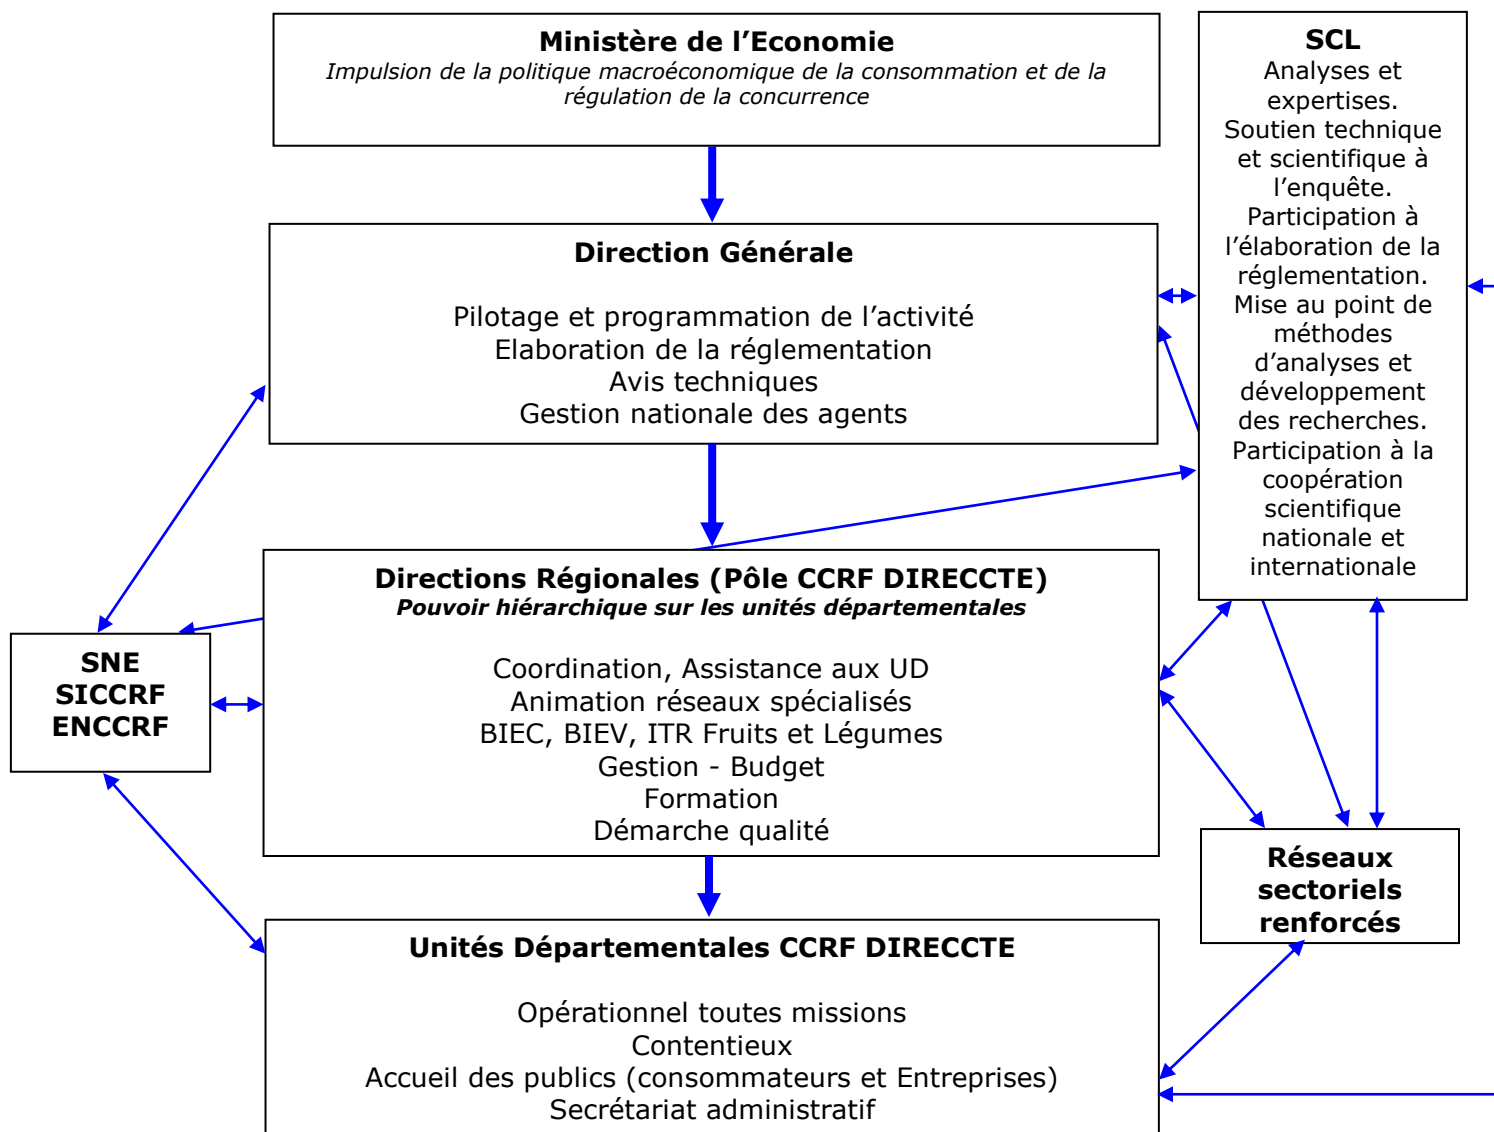 Ministère de l’Economie
Impulsion de la politique macroéconomique de la consommation et de la
régulation de la concurrence
SCL
Analyses et
expertises.
Soutien technique
et scientifique à
l’enquête.
Participation à
l’élaboration de la
réglementation.
Mise au point de
méthodes
d’analyses et
développement
des recherches.
Participation à la
coopération
scientifique
nationale et
internationale
Direction Générale
Pilotage et programmation de l’activité
Elaboration de la réglementation
Avis techniques
Gestion nationale des agents
Directions Régionales (Pôle CCRF DIRECCTE)
Pouvoir hiérarchique sur les unités départementales
Coordination, Assistance aux UD
Animation réseaux spécialisés
BIEC, BIEV, ITR Fruits et Légumes
Gestion - Budget
Formation
Démarche qualité
SNE
SICCRF
ENCCRF
Réseaux
sectoriels
renforcés
Unités Départementales CCRF DIRECCTE
Opérationnel toutes missions
Contentieux
Accueil des publics (consommateurs et Entreprises)
Secrétariat administratif